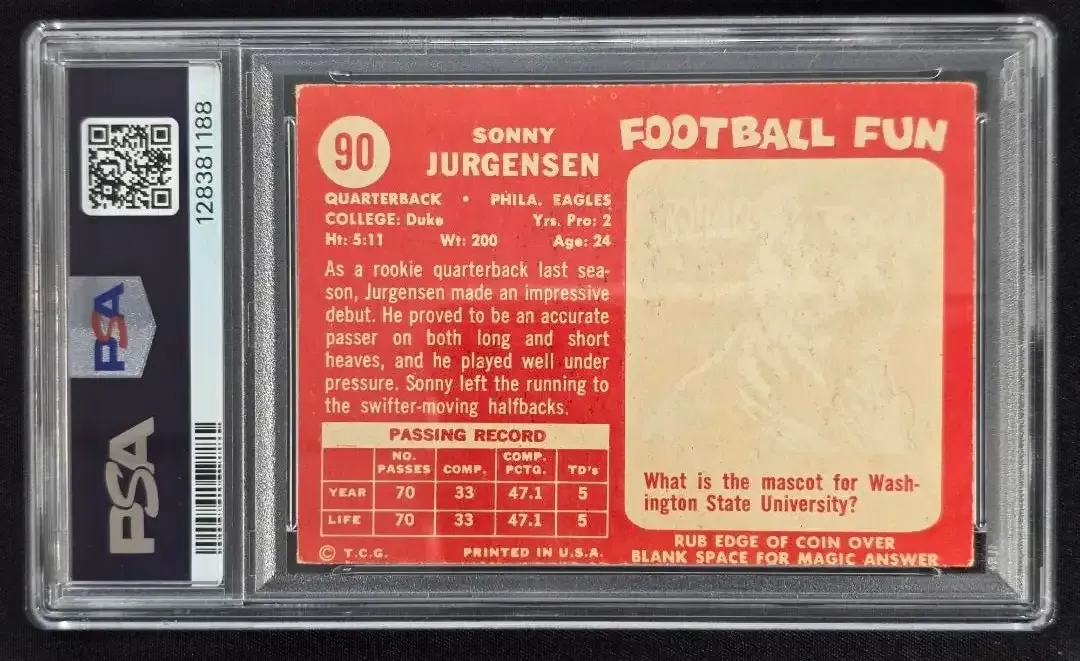 128381188
PSA
PSA
90
SONNY
JURGENSEN
QUARTERBACK • PHILA. EAGLES
COLLEGE: Duke Yrs. Pro: 2
Ht: 5:11 Wt: 200 Age: 24
As a rookie quarterback last sea-
son, Jurgensen made an impressive
debut. He proved to be an accurate
passer on both long and short
heaves, and he played well under
pressure. Sonny left the running to
the swifter-moving halfbacks.
PASSING RECORD
NO. PASSES COMP. COMP. PCTG. TD's
YEAR 70 33 47.1 5
LIFE 70 33 47.1 5
© T.C.G. PRINTED IN U.S.A.
FOOTBALL FUN
What is the mascot for Wash-
ington State University?
RUB EDGE OF COIN OVER
BLANK SPACE FOR MAGIC ANSWER